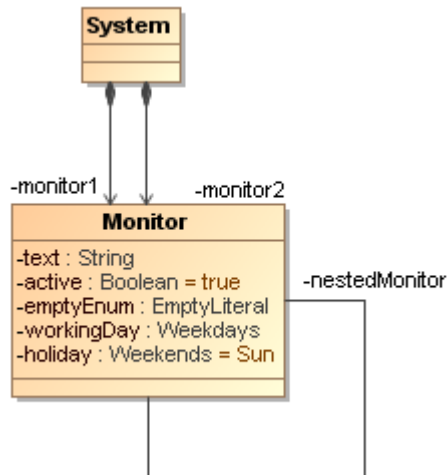 System
-monitor1
-monitor2
Monitor
-text : String
-active : Boolean = true
-emptyEnum : EmptyLiteral
-workingDay : Weekdays
-holiday : Weekends = Sun
-nestedMonitor